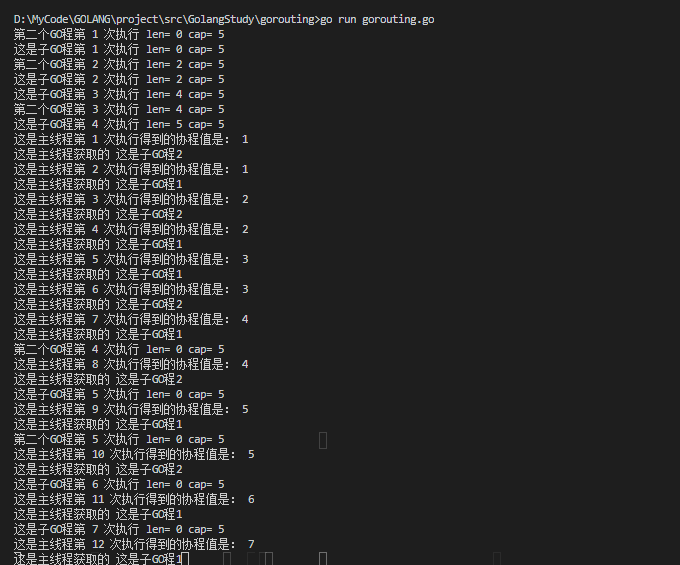 D:\MyCode\GOLANG\project\src\GolangStudy\gorouting>go run gorouting.go
第二个GO程第 1 次执行 len= 0 cap= 5
这是子GO程第 1 次执行 len= 0 cap= 5
第二个GO程第 2 次执行 len= 2 cap= 5
这是子GO程第 2 次执行 len= 2 cap= 5
这是子GO程第 3 次执行 len= 4 cap= 5
第二个GO程第 3 次执行 len= 4 cap= 5
这是子GO程第 4 次执行 len= 5 cap= 5
这是主线程第 1 次执行得到的协程值是： 1
这是主线程获取的 这是子GO程2
这是主线程第 2 次执行得到的协程值是： 1
这是主线程获取的 这是子GO程1
这是主线程第 3 次执行得到的协程值是： 2
这是主线程获取的 这是子GO程2
这是主线程第 4 次执行得到的协程值是： 2
这是主线程获取的 这是子GO程1
这是主线程第 5 次执行得到的协程值是： 3
这是主线程获取的 这是子GO程1
这是主线程第 6 次执行得到的协程值是： 3
这是主线程获取的 这是子GO程2
这是主线程第 7 次执行得到的协程值是： 4
这是主线程获取的 这是子GO程1
第二个GO程第 4 次执行 len= 0 cap= 5
这是主线程第 8 次执行得到的协程值是： 4
这是主线程获取的 这是子GO程2
这是子GO程第 5 次执行 len= 0 cap= 5
这是主线程第 9 次执行得到的协程值是： 5
这是主线程获取的 这是子GO程1
第二个GO程第 5 次执行 len= 0 cap= 5
这是主线程第 10 次执行得到的协程值是： 5
这是主线程获取的 这是子GO程2
这是子GO程第 6 次执行 len= 0 cap= 5
这是主线程第 11 次执行得到的协程值是： 6
这是主线程获取的 这是子GO程1
这是子GO程第 7 次执行 len= 0 cap= 5
这是主线程第 12 次执行得到的协程值是： 7
这是主线程获取的 这是子GO程1